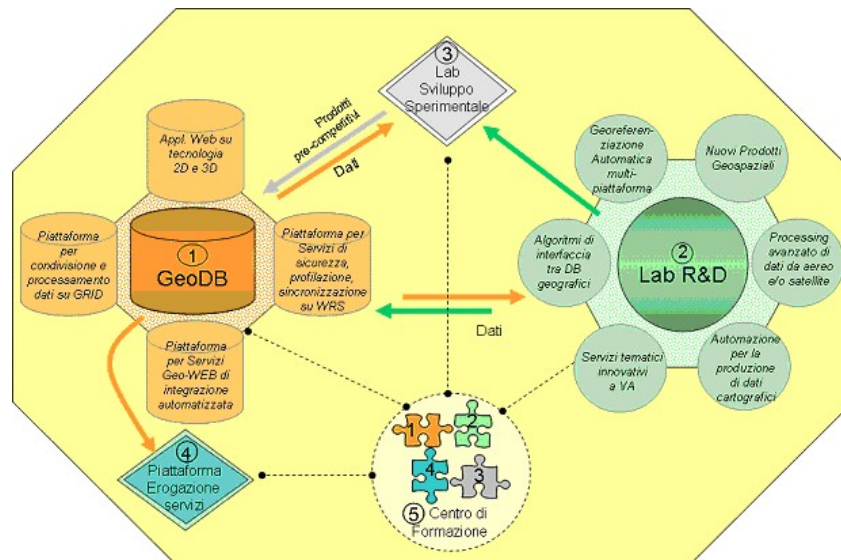 3
Lab
Sviluppo
Sperimentale
Prodotti
pre-competitivi
Dati
Appl. Web su
tecnologia
2D e 3D
Piattaforma
per
condivisione e
processamento
dati su GRID
1
GeoDB
Piattaforma per
Servizi di
sicurezza,
profilazione,
sincronizzazione
su WRS
Piattaforma
per Servizi
Geo-WEB di
integrazione
automatizzata
Dati
Georeferen-
ziazione
Automatica
multi-
piattaforma
Nuovi Prodotti
Geospaziali
Algoritmi di
interfaccia
tra DB
geografici
2
Lab R&D
Processing
avanzato di
dati da aereo
e/o satellite
Servizi tematici
innovativi
a VA
Automazione
per la
produzione
di dati
cartografici
4
Piattaforma
Erogazione
servizi
1
2
4
3
5 Centro di
Formazione